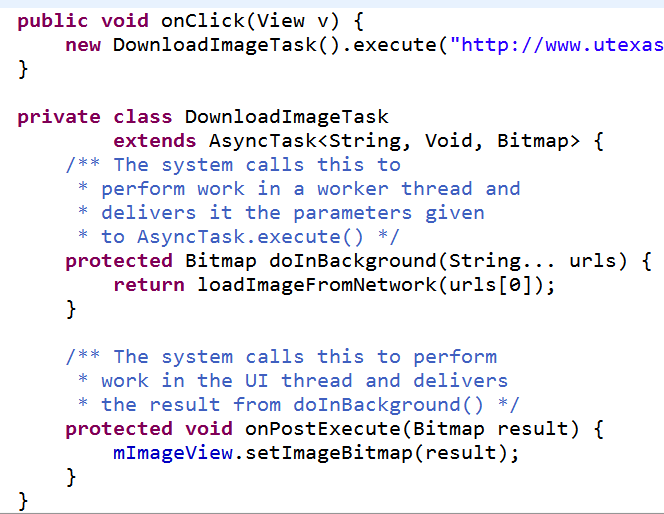 public void onClick(View v) {
    new DownloadImageTask().execute("http://www.utexas
}

private class DownloadImageTask
        extends AsyncTask<String, Void, Bitmap> {
    /** The system calls this to
     * perform work in a worker thread and
     * delivers it the parameters given
     * to AsyncTask.execute() */
    protected Bitmap doInBackground(String... urls) {
        return loadImageFromNetwork(urls[0]);
    }

    /** The system calls this to perform
     * work in the UI thread and delivers
     * the result from doInBackground() */
    protected void onPostExecute(Bitmap result) {
        mImageView.setImageBitmap(result);
    }
}